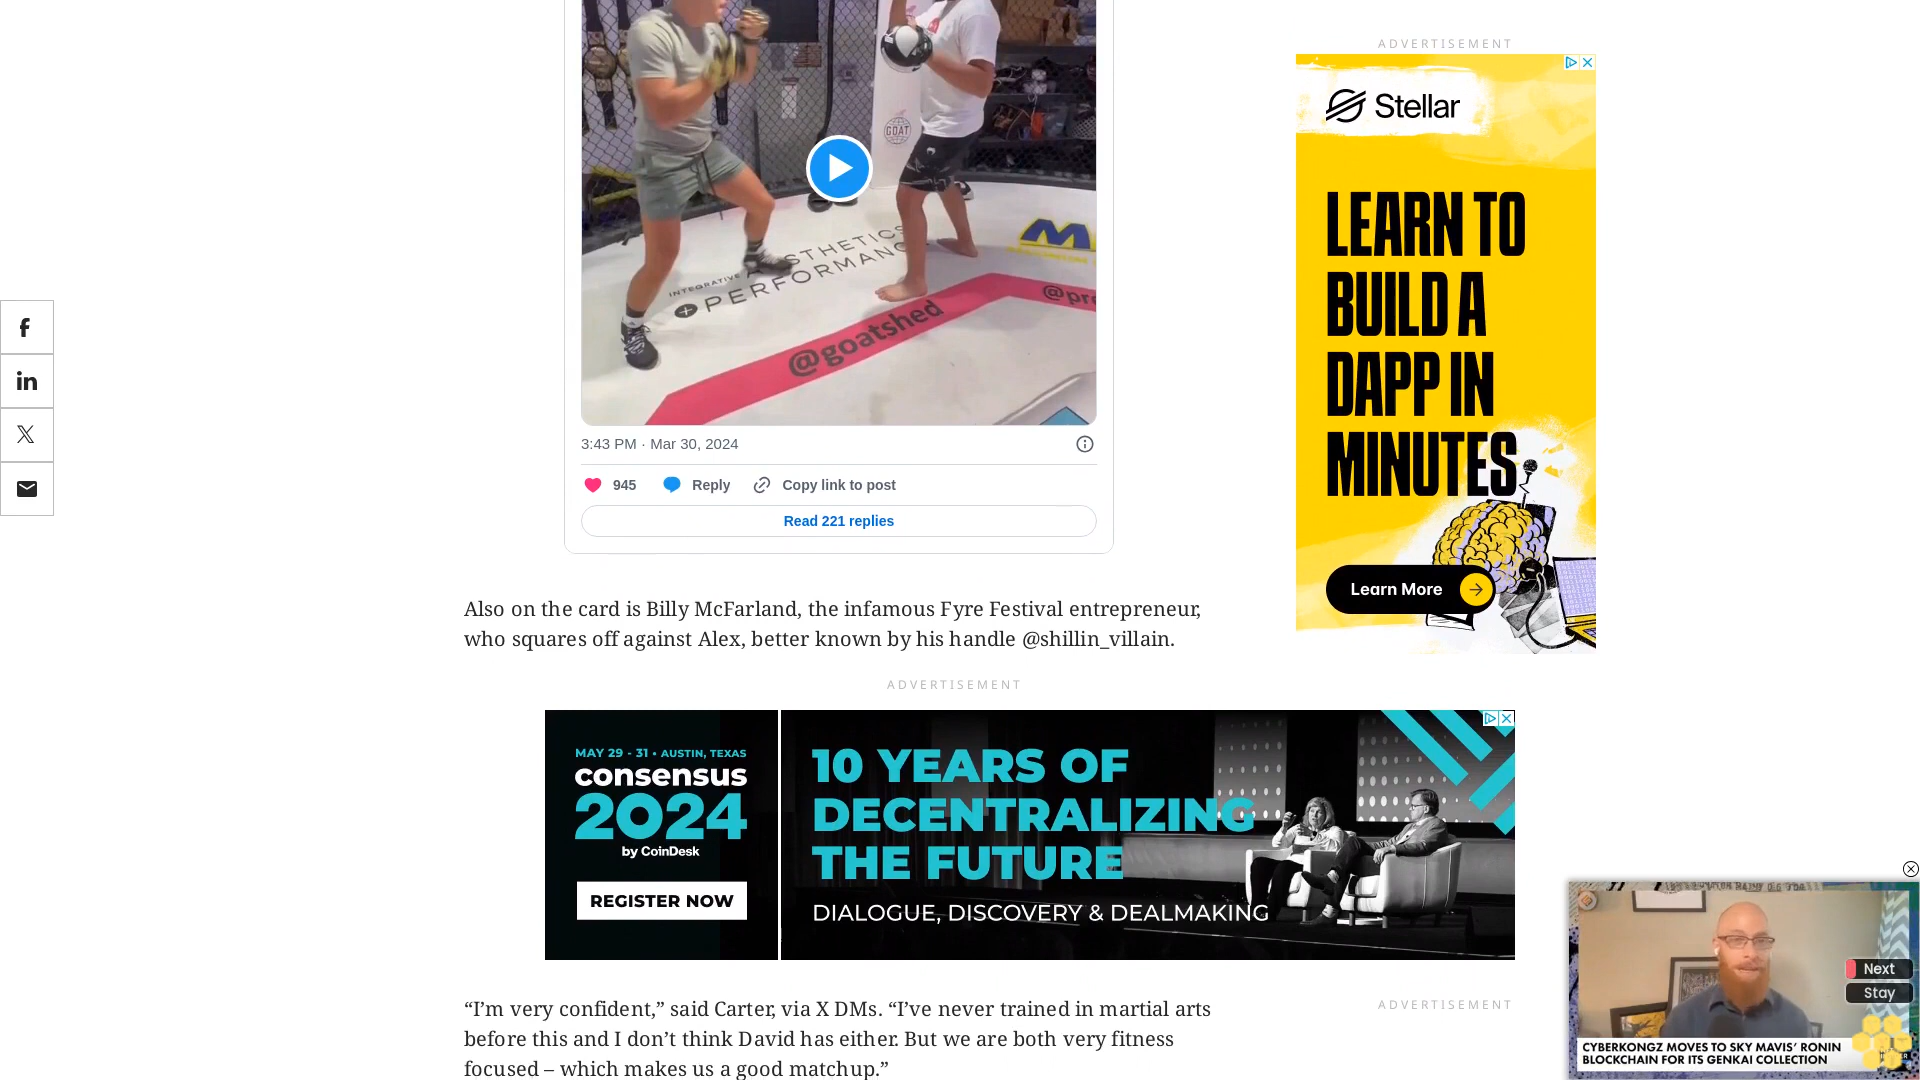 GOAT
INTEGRATIVE AESTHETICS
PERFORMANCE
@goatshed
@pr
3:43 PM · Mar 30, 2024
945
Reply
Copy link to post
Read 221 replies
Also on the card is Billy McFarland, the infamous Fyre Festival entrepreneur,
who squares off against Alex, better known by his handle @shillin_villain.
ADVERTISEMENT
MAY 29 - 31 • AUSTIN, TEXAS
consensus
2024
by CoinDesk
REGISTER NOW
10 YEARS OF
DECENTRALIZING
THE FUTURE
DIALOGUE, DISCOVERY & DEALMAKING
“I’m very confident,” said Carter, via X DMs. “I’ve never trained in martial arts
before this and I don’t think David has either. But we are both very fitness
focused – which makes us a good matchup.”
ADVERTISEMENT
Stellar
LEARN TO
BUILD A
DAPP IN
MINUTES
Learn More
ADVERTISEMENT
Next
Stay
CYBERKONGZ MOVES TO SKY MAVIS’ RONIN
BLOCKCHAIN FOR ITS GENKAI COLLECTION